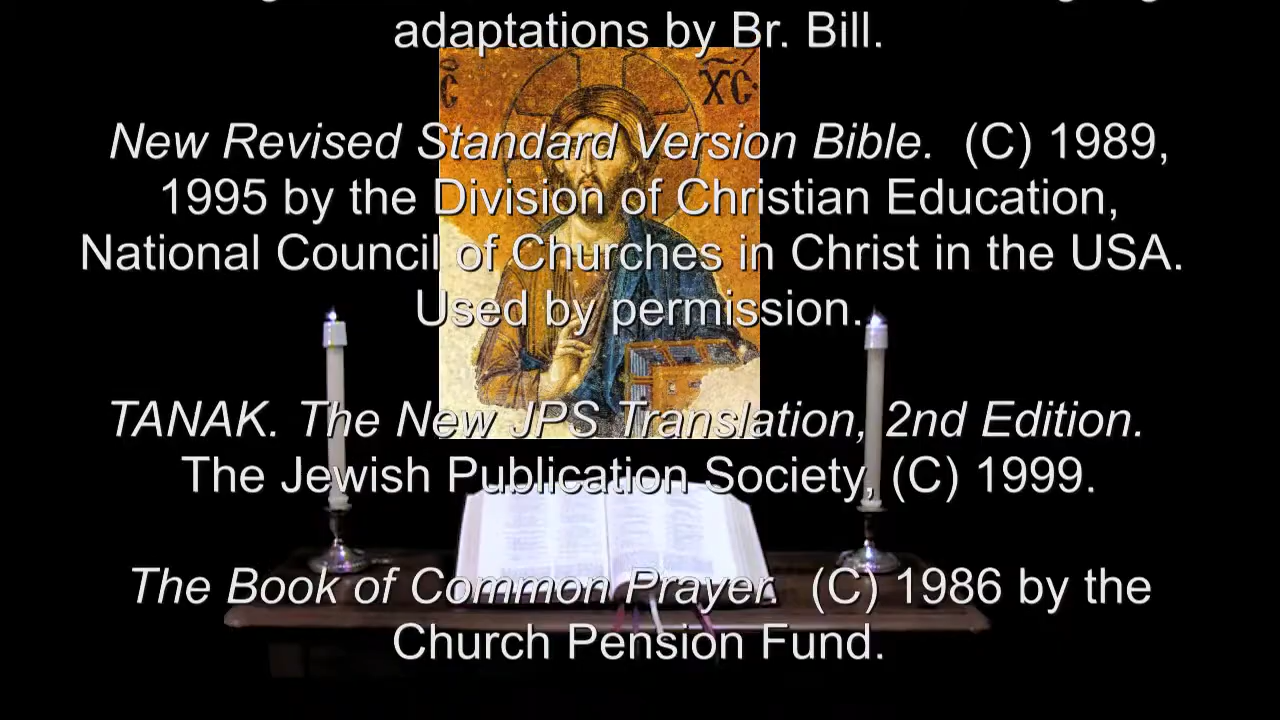 adaptations by Br. Bill.
New Revised Standard Version Bible. (C) 1989,
1995 by the Division of Christian Education,
National Council of Churches in Christ in the USA.
Used by permission.
TANAK. The New JPS Translation, 2nd Edition.
The Jewish Publication Society, (C) 1999.
The Book of Common Prayer. (C) 1986 by the
Church Pension Fund.
C
XC